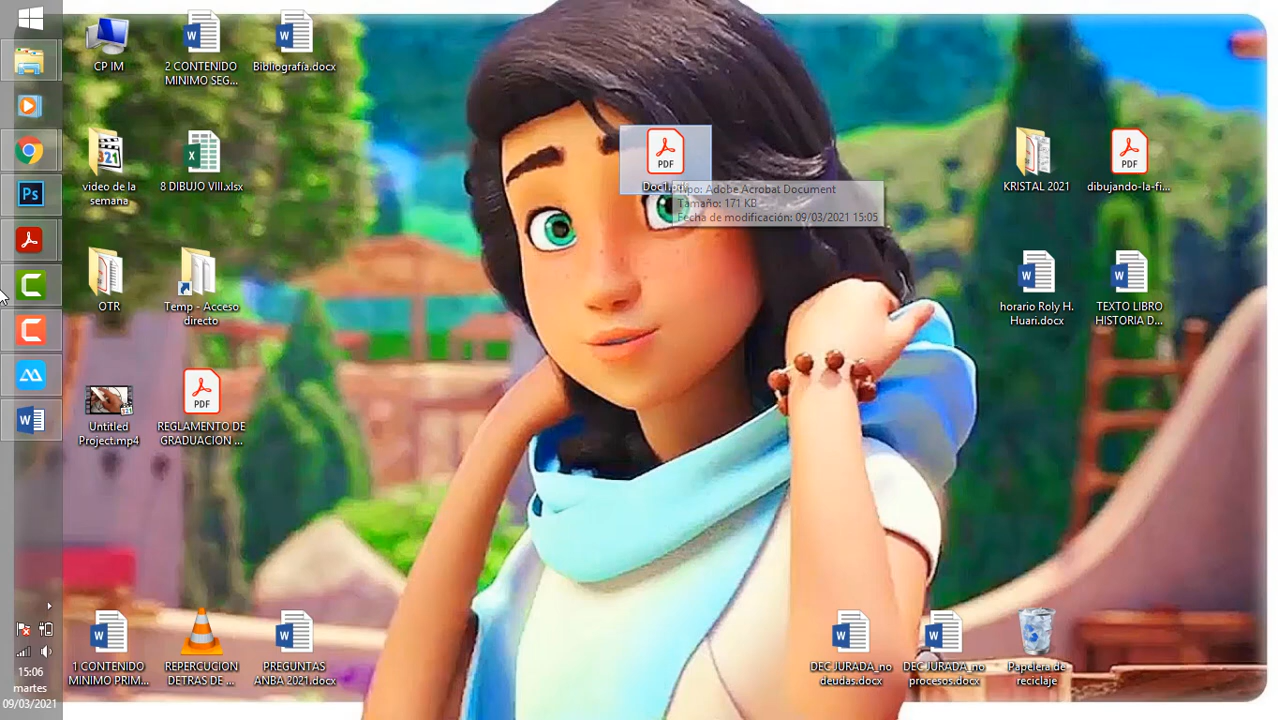 CP IM
2 CONTENIDO
MINIMO SEG...
Bibliografía.docx
video de la
semana
8 DIBUJO VIII.xlsx
PDF
Tipo: Adobe Acrobat Document
Tamaño: 171 KB
Fecha de modificación: 09/03/2021 15:05
KRISTAL 2021
PDF
dibujando-la-fi...
OTR
Temp - Acceso
directo
horario Roly H.
Huari.docx
TEXTO LIBRO
HISTORIA D...
Untitled
Project.mp4
PDF
REGLAMENTO DE
GRADUACION ...
1 CONTENIDO
MINIMO PRIM...
REPERCUCION
DETRAS DE ...
PREGUNTAS
ANBA 2021.docx
DEC JURADA_no
deudas.docx
DEC JURADA_no
procesos.docx
Papelera de
reciclaje
15:06
martes
09/03/2021